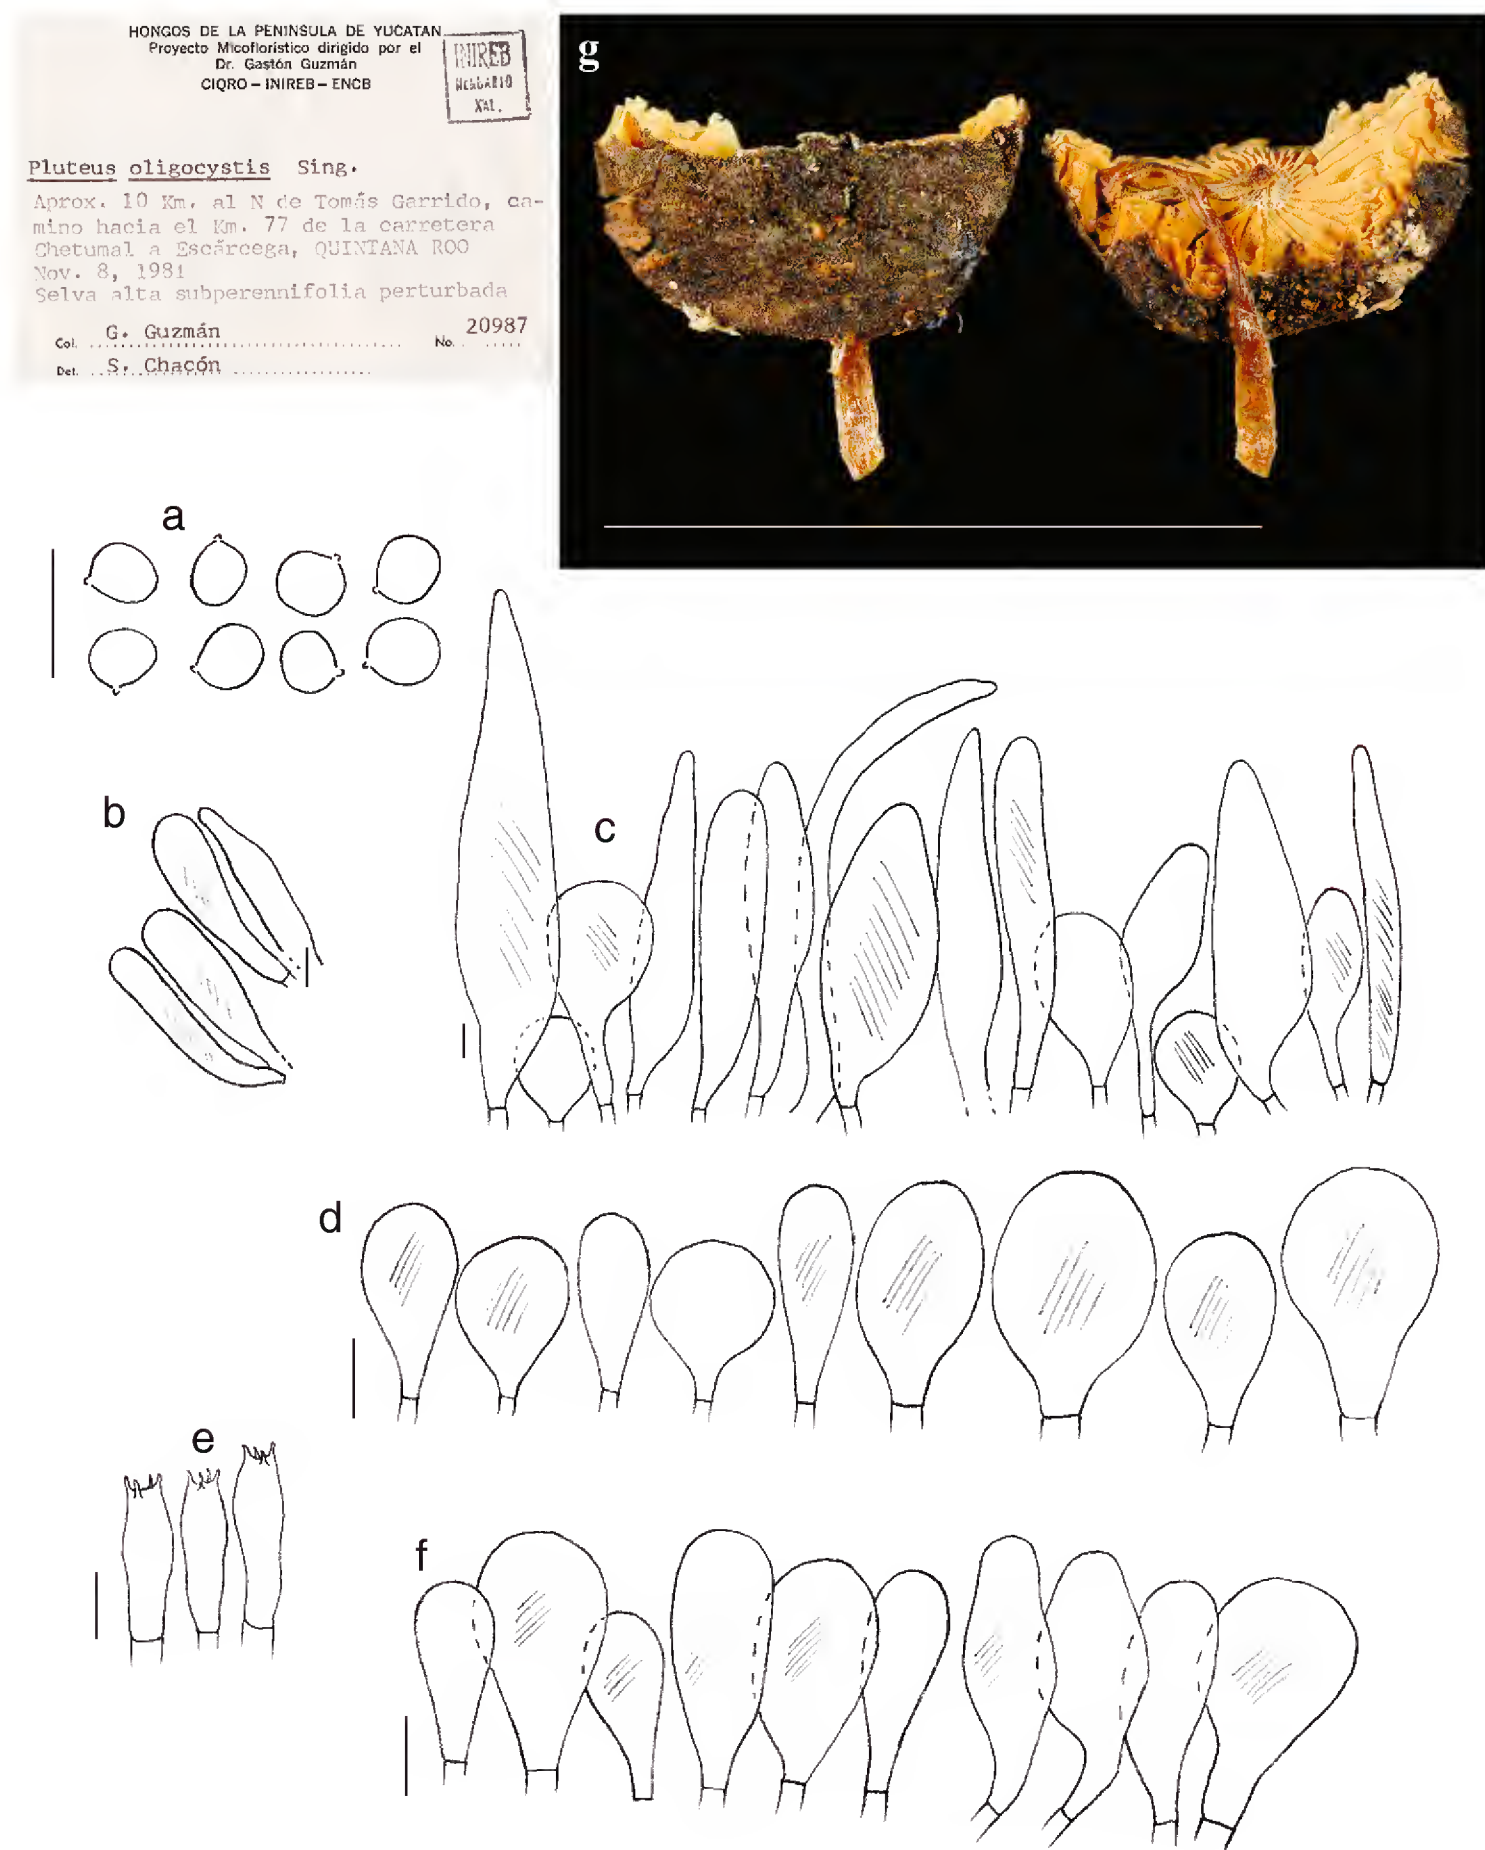 HONGOS DE LA PENINSULA DE YUCATAN
Proyecto Micoflorístico dirigido por el
Dr. Gastón Guzmán
CIQRO – INIREB – ENCB
INIREB
HERBARIO
XAL.
Pluteus oligocystis Sing.
Aprox. 10 Km. al N de Tomás Garrido, ca-
mino hacia el Km. 77 de la carretera
Chetumal a Escárcega, QUINTANA ROO
Nov. 8, 1981
Selva alta subperennifolia perturbada
Col. G. Guzmán No. 20987
Det. S. Chacón
g
a
b
c
d
e
f